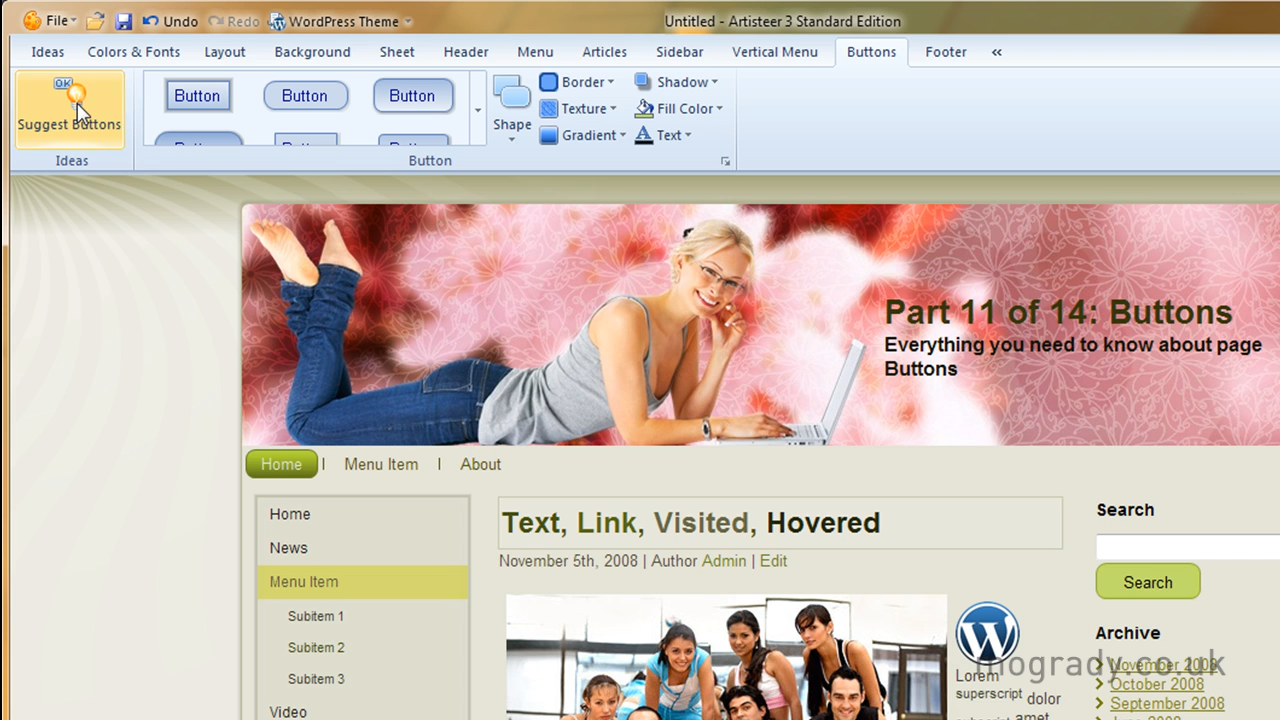 File Undo Redo WordPress Theme Untitled - Artisteer 3 Standard Edition
Ideas Colors & Fonts Layout Background Sheet Header Menu Articles Sidebar Vertical Menu Buttons Footer «
OK
Suggest Buttons
Button Button Button
Shape
Border Shadow
Texture Fill Color
Gradient Text
Ideas Button
Part 11 of 14: Buttons
Everything you need to know about page
Buttons
Home | Menu Item | About
Home
News
Menu Item
Subitem 1
Subitem 2
Subitem 3
Video
Text, Link, Visited, Hovered
November 5th, 2008 | Author Admin | Edit
Lorem
superscript dolor
amet
Search
Search
Archive
November 2008
October 2008
September 2008
mogrady.co.uk